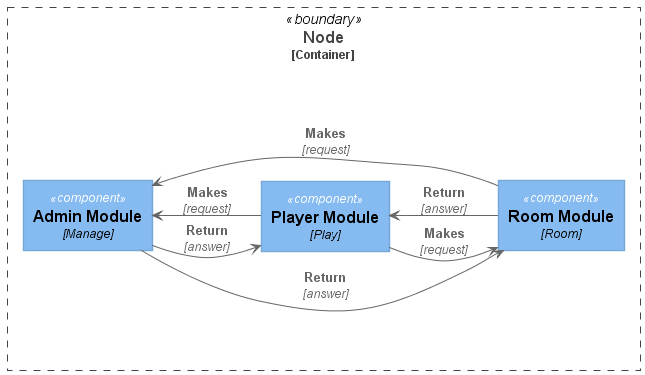 «boundary»
Node
[Container]
Makes
[request]
«component»
Admin Module
[Manage]
Makes
[request]
Return
[answer]
«component»
Player Module
[Play]
Return
[answer]
Makes
[request]
«component»
Room Module
[Room]
Return
[answer]